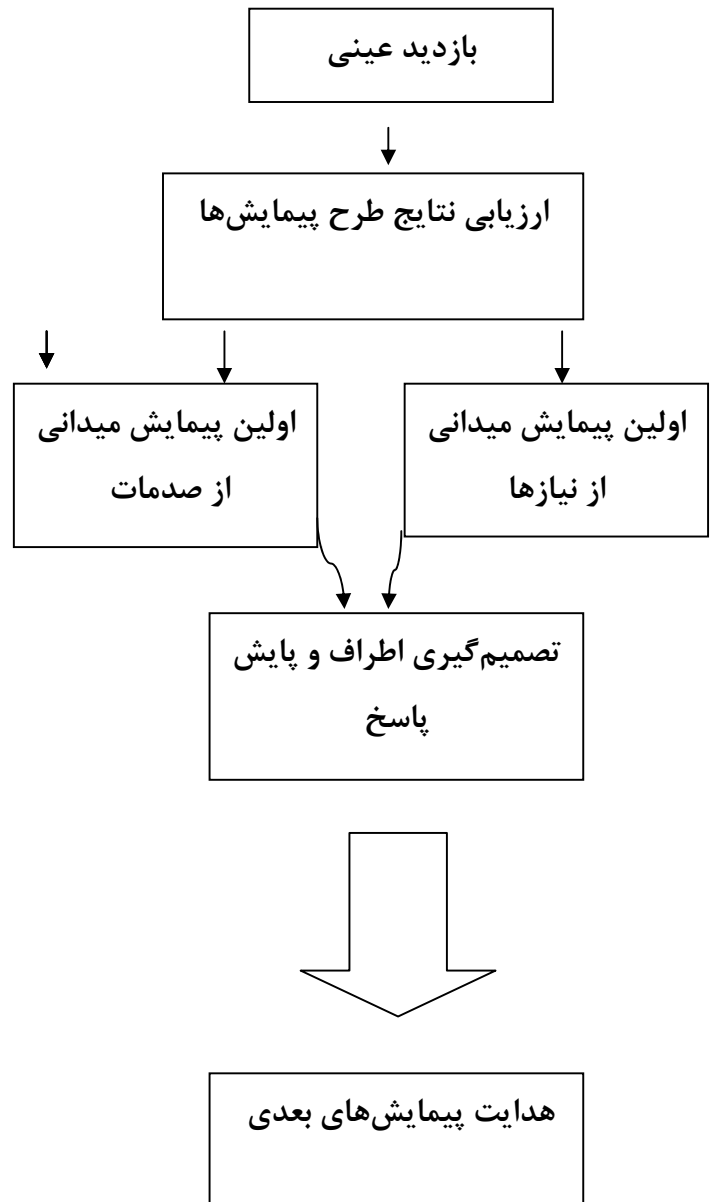 بازدید عینی
ارزیابی نتایج طرح پیمایش‌ها
اولین پیمایش میدانی
از نیازها
اولین پیمایش میدانی
از صدمات
تصمیم‌گیری اطراف و پایش
پاسخ
هدایت پیمایش‌های بعدی